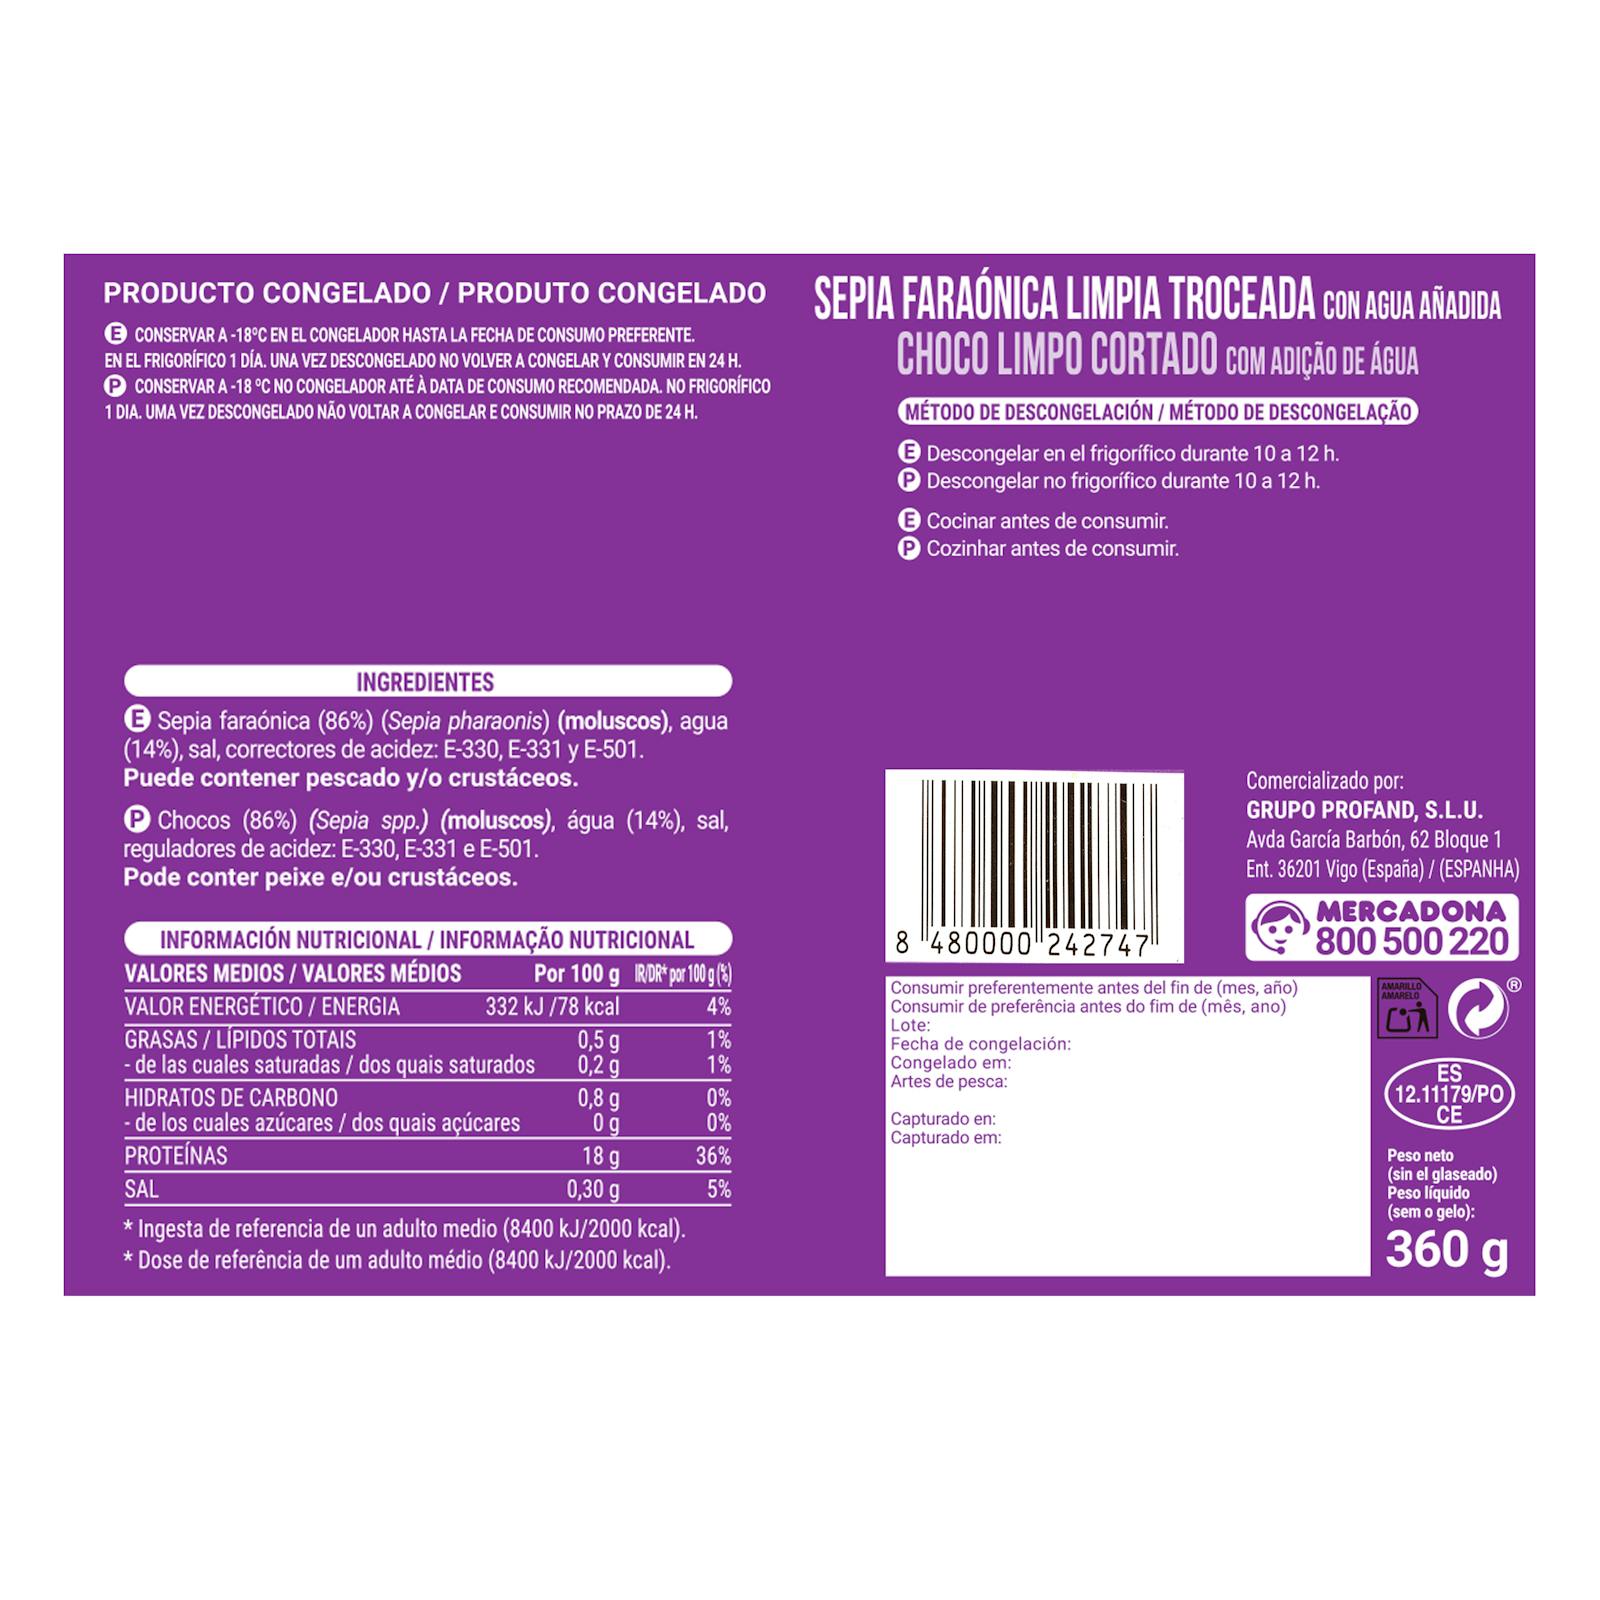 PRODUCTO CONGELADO / PRODUTO CONGELADO
E CONSERVAR A -18ºC EN EL CONGELADOR HASTA LA FECHA DE CONSUMO PREFERENTE.
EN EL FRIGORÍFICO 1 DÍA. UNA VEZ DESCONGELADO NO VOLVER A CONGELAR Y CONSUMIR EN 24 H.
P CONSERVAR A -18 ºC NO CONGELADOR ATÉ À DATA DE CONSUMO RECOMENDADA. NO FRIGORÍFICO
1 DIA. UMA VEZ DESCONGELADO NÃO VOLTAR A CONGELAR E CONSUMIR NO PRAZO DE 24 H.
INGREDIENTES
E Sepia faraónica (86%) (Sepia pharaonis) (moluscos), agua
(14%), sal, correctores de acidez: E-330, E-331 y E-501.
Puede contener pescado y/o crustáceos.
P Chocos (86%) (Sepia spp.) (moluscos), água (14%), sal,
reguladores de acidez: E-330, E-331 e E-501.
Pode conter peixe e/ou crustáceos.
INFORMACIÓN NUTRICIONAL / INFORMAÇÃO NUTRICIONAL
VALORES MEDIOS / VALORES MÉDIOS Por 100 g IR/DR* por 100 g (%)
VALOR ENERGÉTICO / ENERGIA 332 kJ /78 kcal 4%
GRASAS / LÍPIDOS TOTAIS 0,5 g 1%
- de las cuales saturadas / dos quais saturados 0,2 g 1%
HIDRATOS DE CARBONO 0,8 g 0%
- de los cuales azúcares / dos quais açúcares 0 g 0%
PROTEÍNAS 18 g 36%
SAL 0,30 g 5%
* Ingesta de referencia de un adulto medio (8400 kJ/2000 kcal).
* Dose de referência de um adulto médio (8400 kJ/2000 kcal).
SEPIA FARAÓNICA LIMPIA TROCEADA CON AGUA AÑADIDA
CHOCO LIMPO CORTADO COM ADIÇÃO DE ÁGUA
MÉTODO DE DESCONGELACIÓN / MÉTODO DE DESCONGELAÇÃO
E Descongelar en el frigorífico durante 10 a 12 h.
P Descongelar no frigorífico durante 10 a 12 h.
E Cocinar antes de consumir.
P Cozinhar antes de consumir.
8 480000 242747
Comercializado por:
GRUPO PROFAND, S.L.U.
Avda García Barbón, 62 Bloque 1
Ent. 36201 Vigo (España) / (ESPANHA)
MERCADONA
800 500 220
Consumir preferentemente antes del fin de (mes, año)
Consumir de preferência antes do fim de (mês, ano)
Lote:
Fecha de congelación:
Congelado em:
Artes de pesca:
Capturado en:
Capturado em:
AMARILLO
AMARELO
®
ES
12.11179/PO
CE
Peso neto
(sin el glaseado)
Peso líquido
(sem o gelo):
360 g